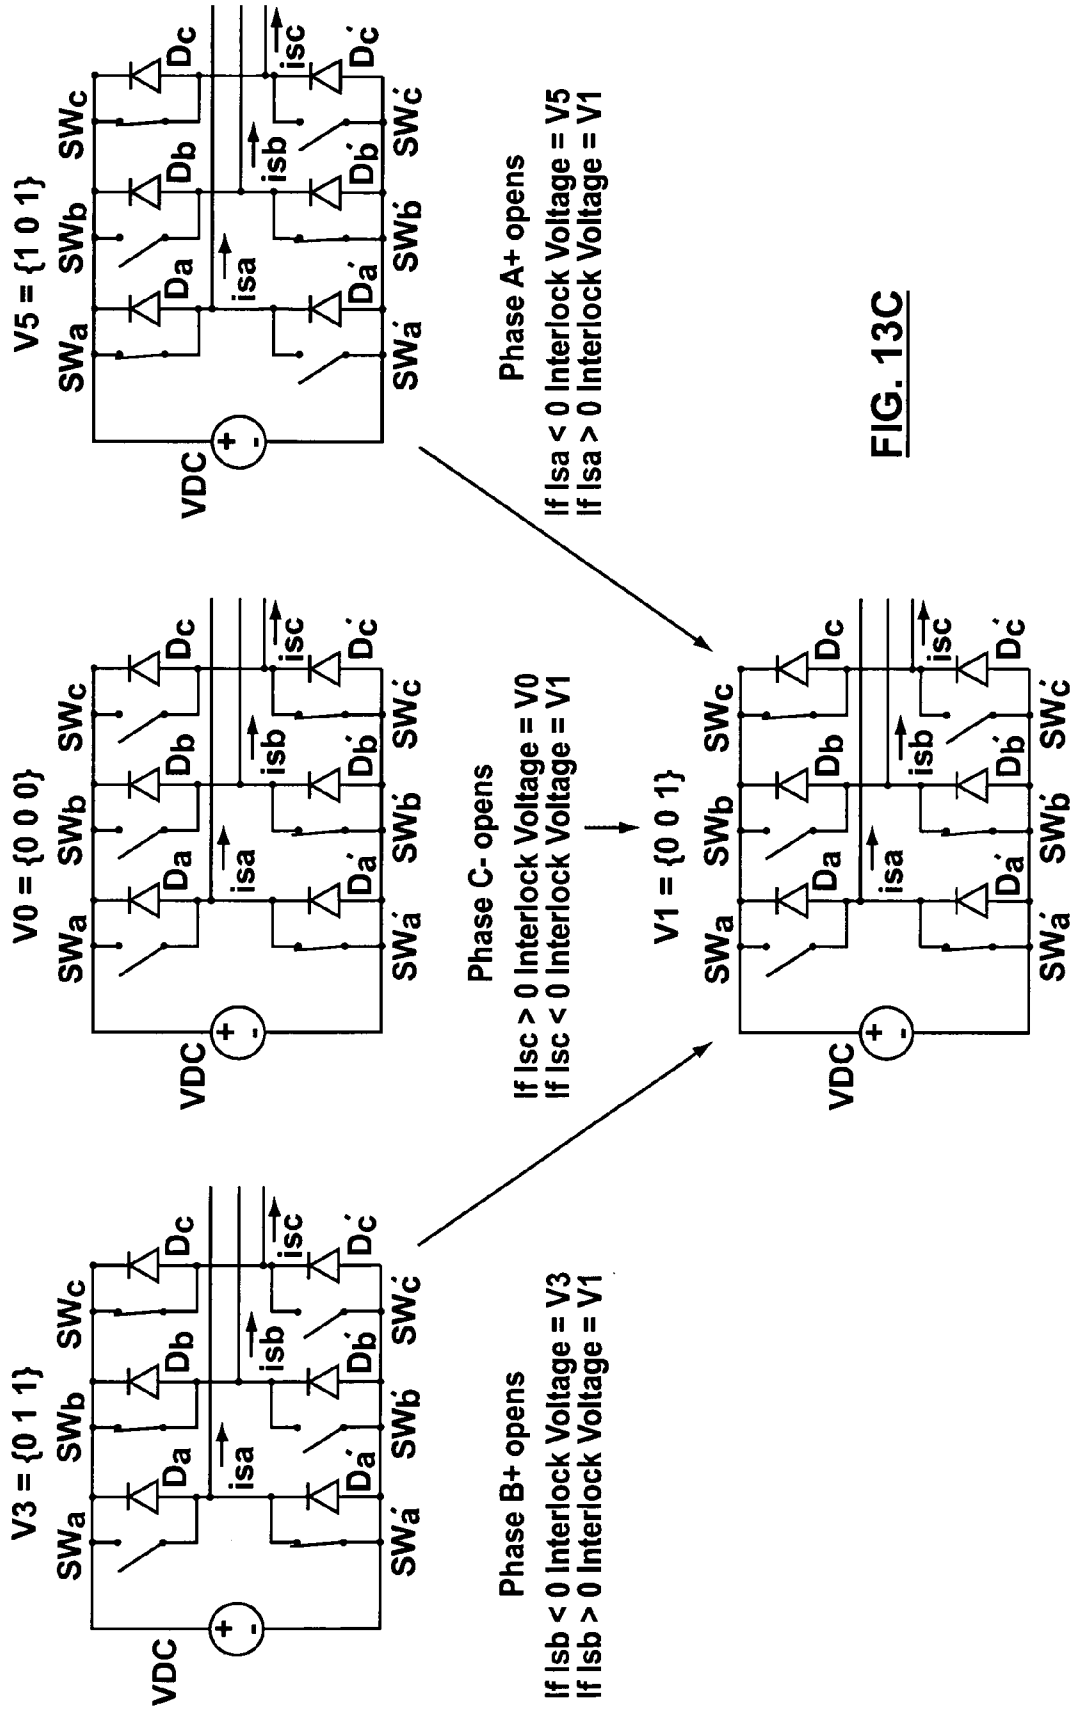 V3 = {0 1 1}
SWa SWb SWc
Da Db Dc
VDC
+
-
isa isb isc
Da' Db' Dc'
SWa' SWb' SWc'
Phase B+ opens
If Isb < 0 Interlock Voltage = V3
If Isb > 0 Interlock Voltage = V1
V0 = {0 0 0}
SWa SWb SWc
Da Db Dc
VDC
+
-
isa isb isc
Da' Db' Dc'
SWa' SWb' SWc'
Phase C- opens
If Isc > 0 Interlock Voltage = V0
If Isc < 0 Interlock Voltage = V1
V5 = {1 0 1}
SWa SWb SWc
Da Db Dc
VDC
+
-
isa isb isc
Da' Db' Dc'
SWa' SWb' SWc'
Phase A+ opens
If Isa < 0 Interlock Voltage = V5
If Isa > 0 Interlock Voltage = V1
V1 = {0 0 1}
SWa SWb SWc
Da Db Dc
VDC
+
-
isa isb isc
Da' Db' Dc'
SWa' SWb' SWc'
FIG. 13C